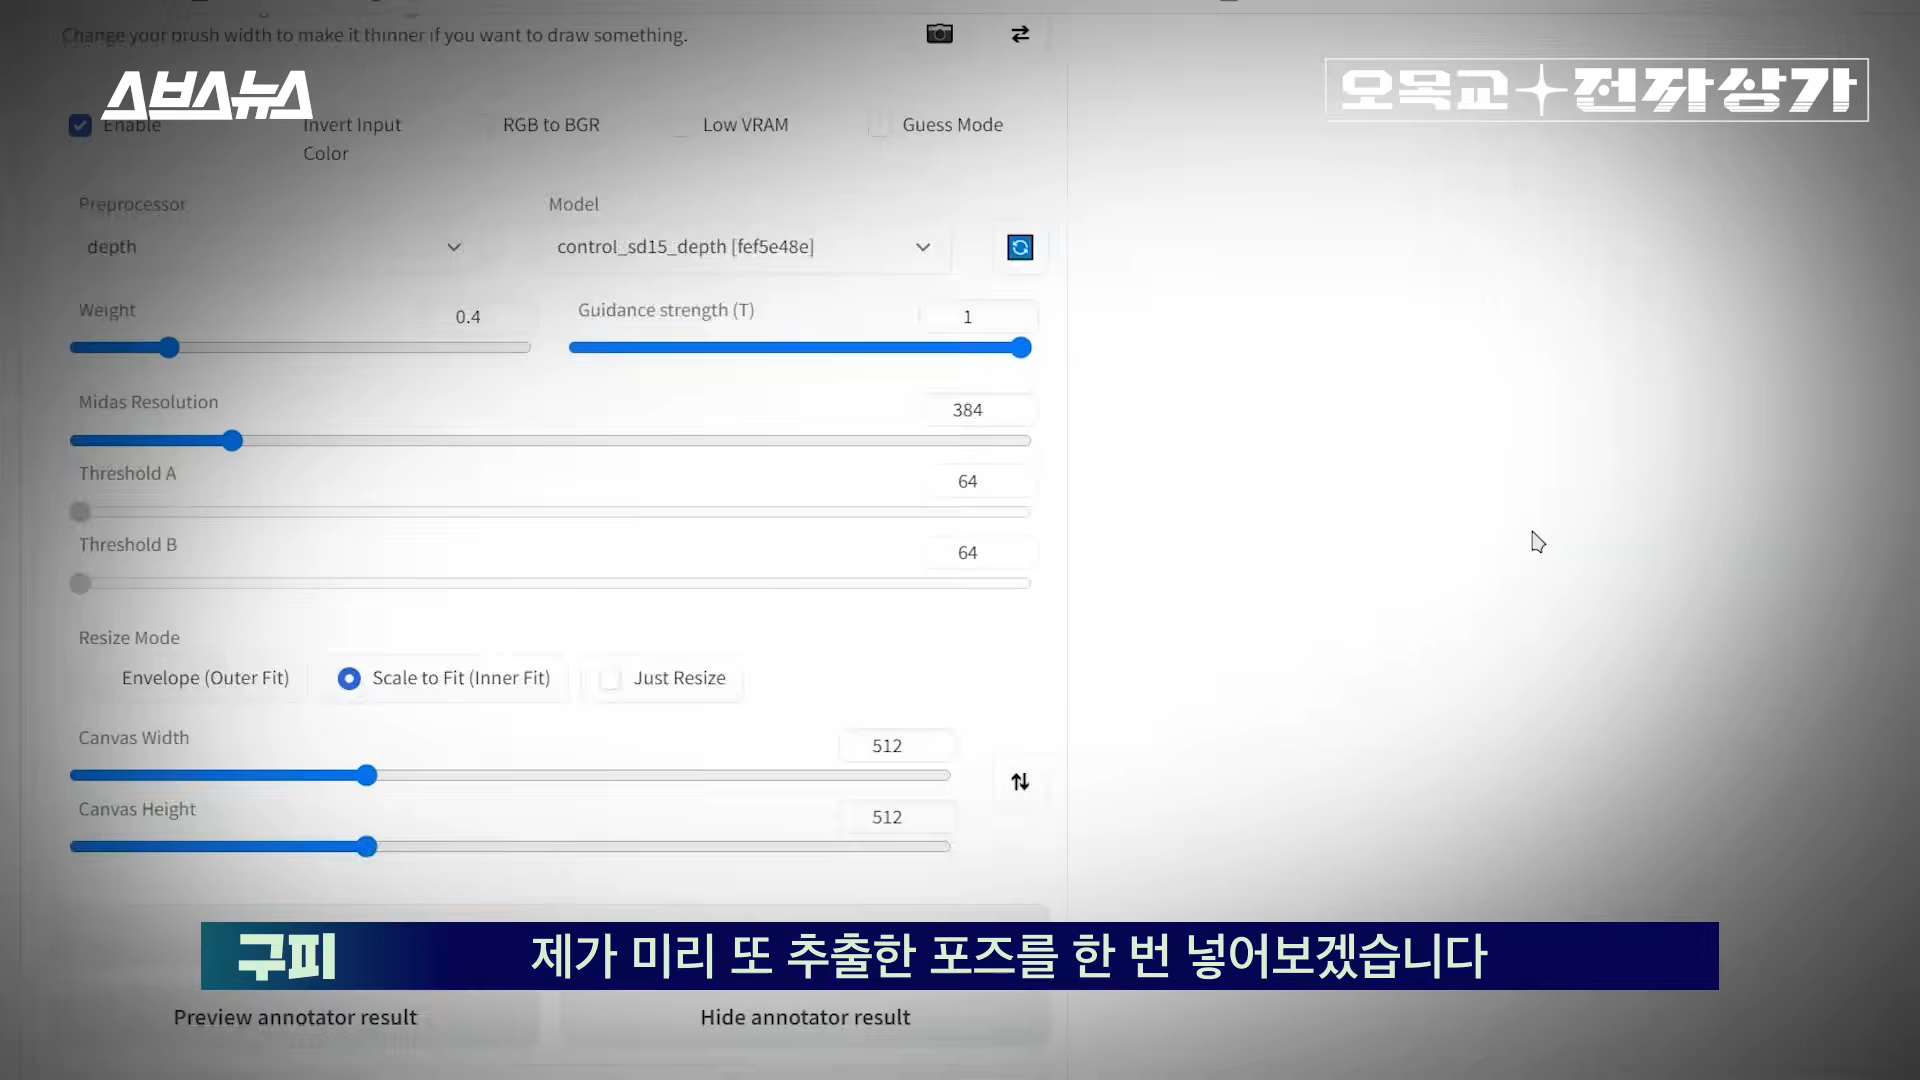 Change your brush width to make it thinner if you want to draw something.
스브스뉴스
오목교 전자상가
Enable
Invert Input Color
RGB to BGR
Low VRAM
Guess Mode
Preprocessor
Model
depth
control_sd15_depth [fef5e48e]
Weight
0.4
Guidance strength (T)
1
Midas Resolution
384
Threshold A
64
Threshold B
64
Resize Mode
Envelope (Outer Fit)
Scale to Fit (Inner Fit)
Just Resize
Canvas Width
512
Canvas Height
512
구피
제가 미리 또 추출한 포즈를 한 번 넣어보겠습니다
Preview annotator result
Hide annotator result